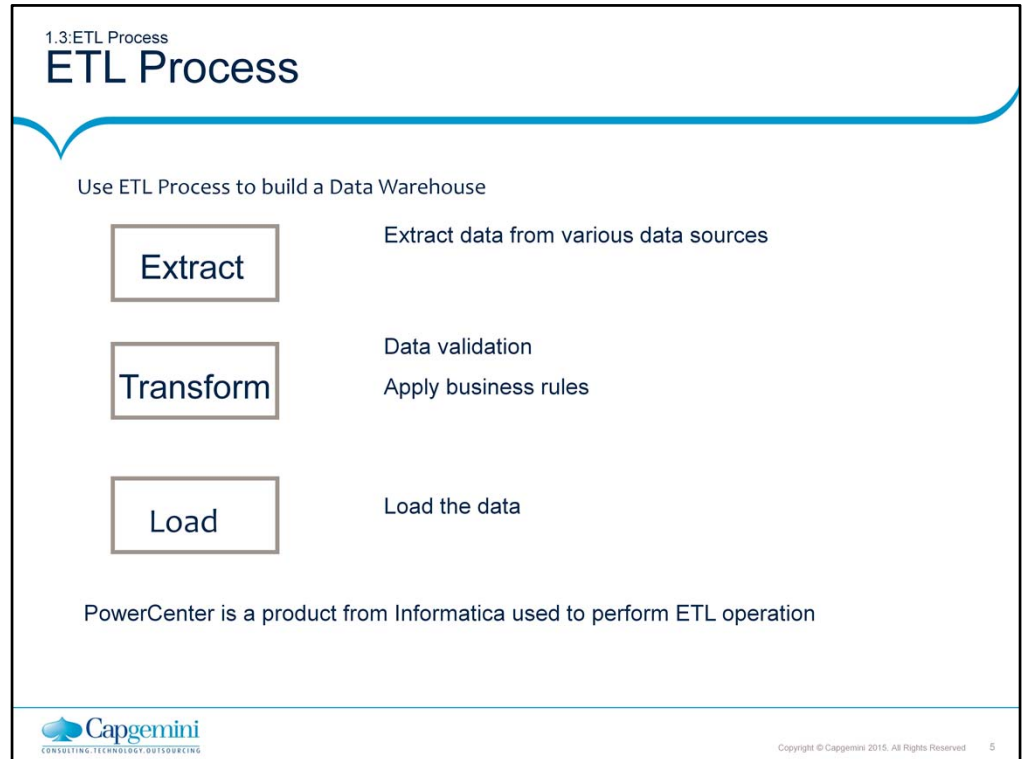 1.3:ETL Process
ETL Process
Use ETL Process to build a Data Warehouse
Extract
Extract data from various data sources
Transform
Data validation
Apply business rules
Load
Load the data
PowerCenter is a product from Informatica used to perform ETL operation
Capgemini
CONSULTING.TECHNOLOGY.OUTSOURCING
Copyright © Capgemini 2015. All Rights Reserved 5